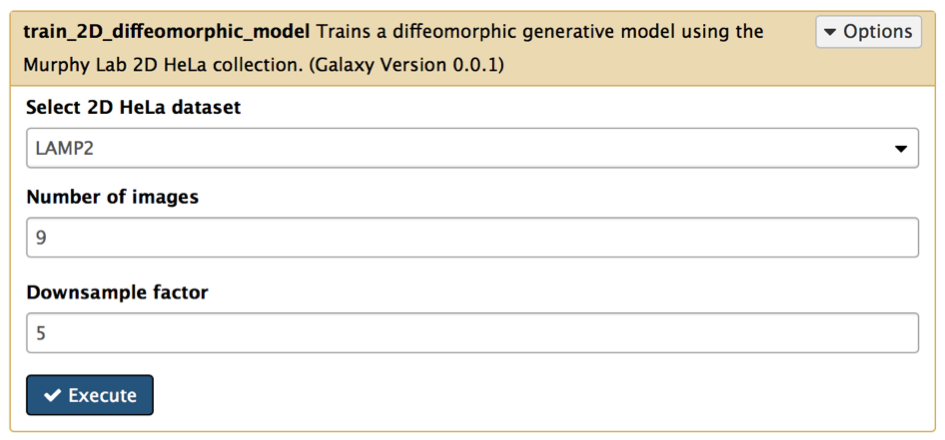 train_2D_diffeomorphic_model Trains a diffeomorphic generative model using the
Murphy Lab 2D HeLa collection. (Galaxy Version 0.0.1)
Options
Select 2D HeLa dataset
LAMP2
Number of images
9
Downsample factor
5
Execute